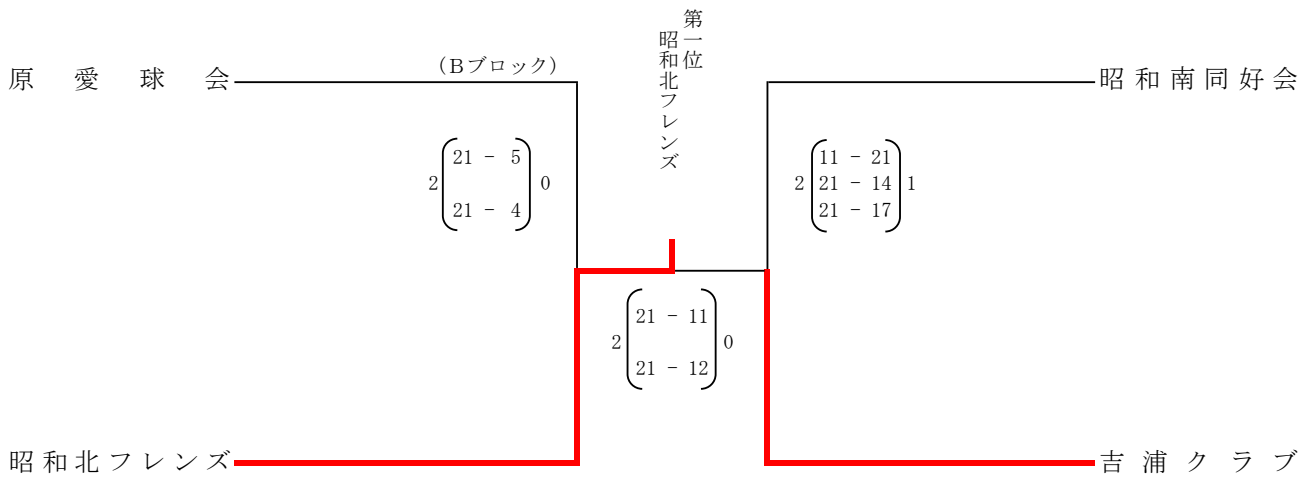 第一位
昭和北フレンズ
(Bブロック)
原愛球会
昭和南同好会
21 - 5
2 0
21 - 4
11 - 21
2 21 - 14 1
21 - 17
21 - 11
2 0
21 - 12
昭和北フレンズ
吉浦クラブ